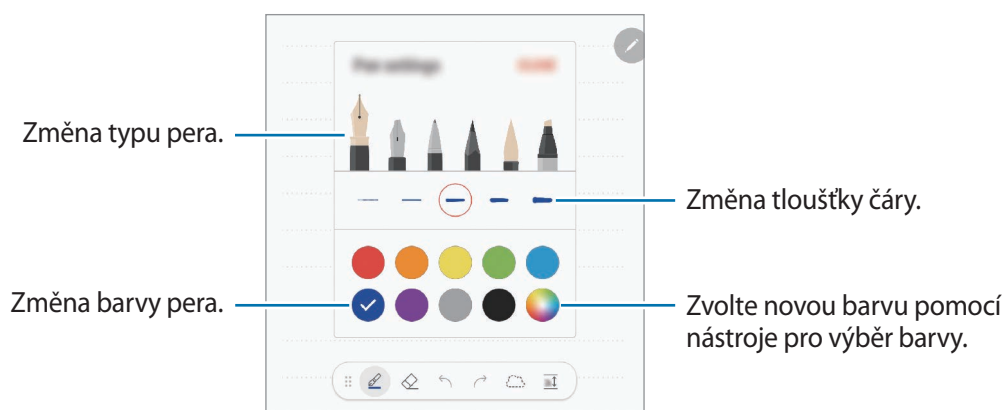 Změna typu pera.
Změna tloušťky čáry.
Změna barvy pera.
Zvolte novou barvu pomocí
nástroje pro výběr barvy.